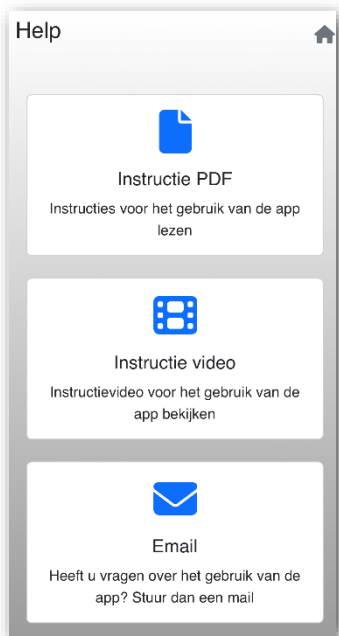 Help
Instructie PDF
Instructies voor het gebruik van de app
lezen
Instructie video
Instructievideo voor het gebruik van de
app bekijken
Email
Heeft u vragen over het gebruik van de
app? Stuur dan een mail